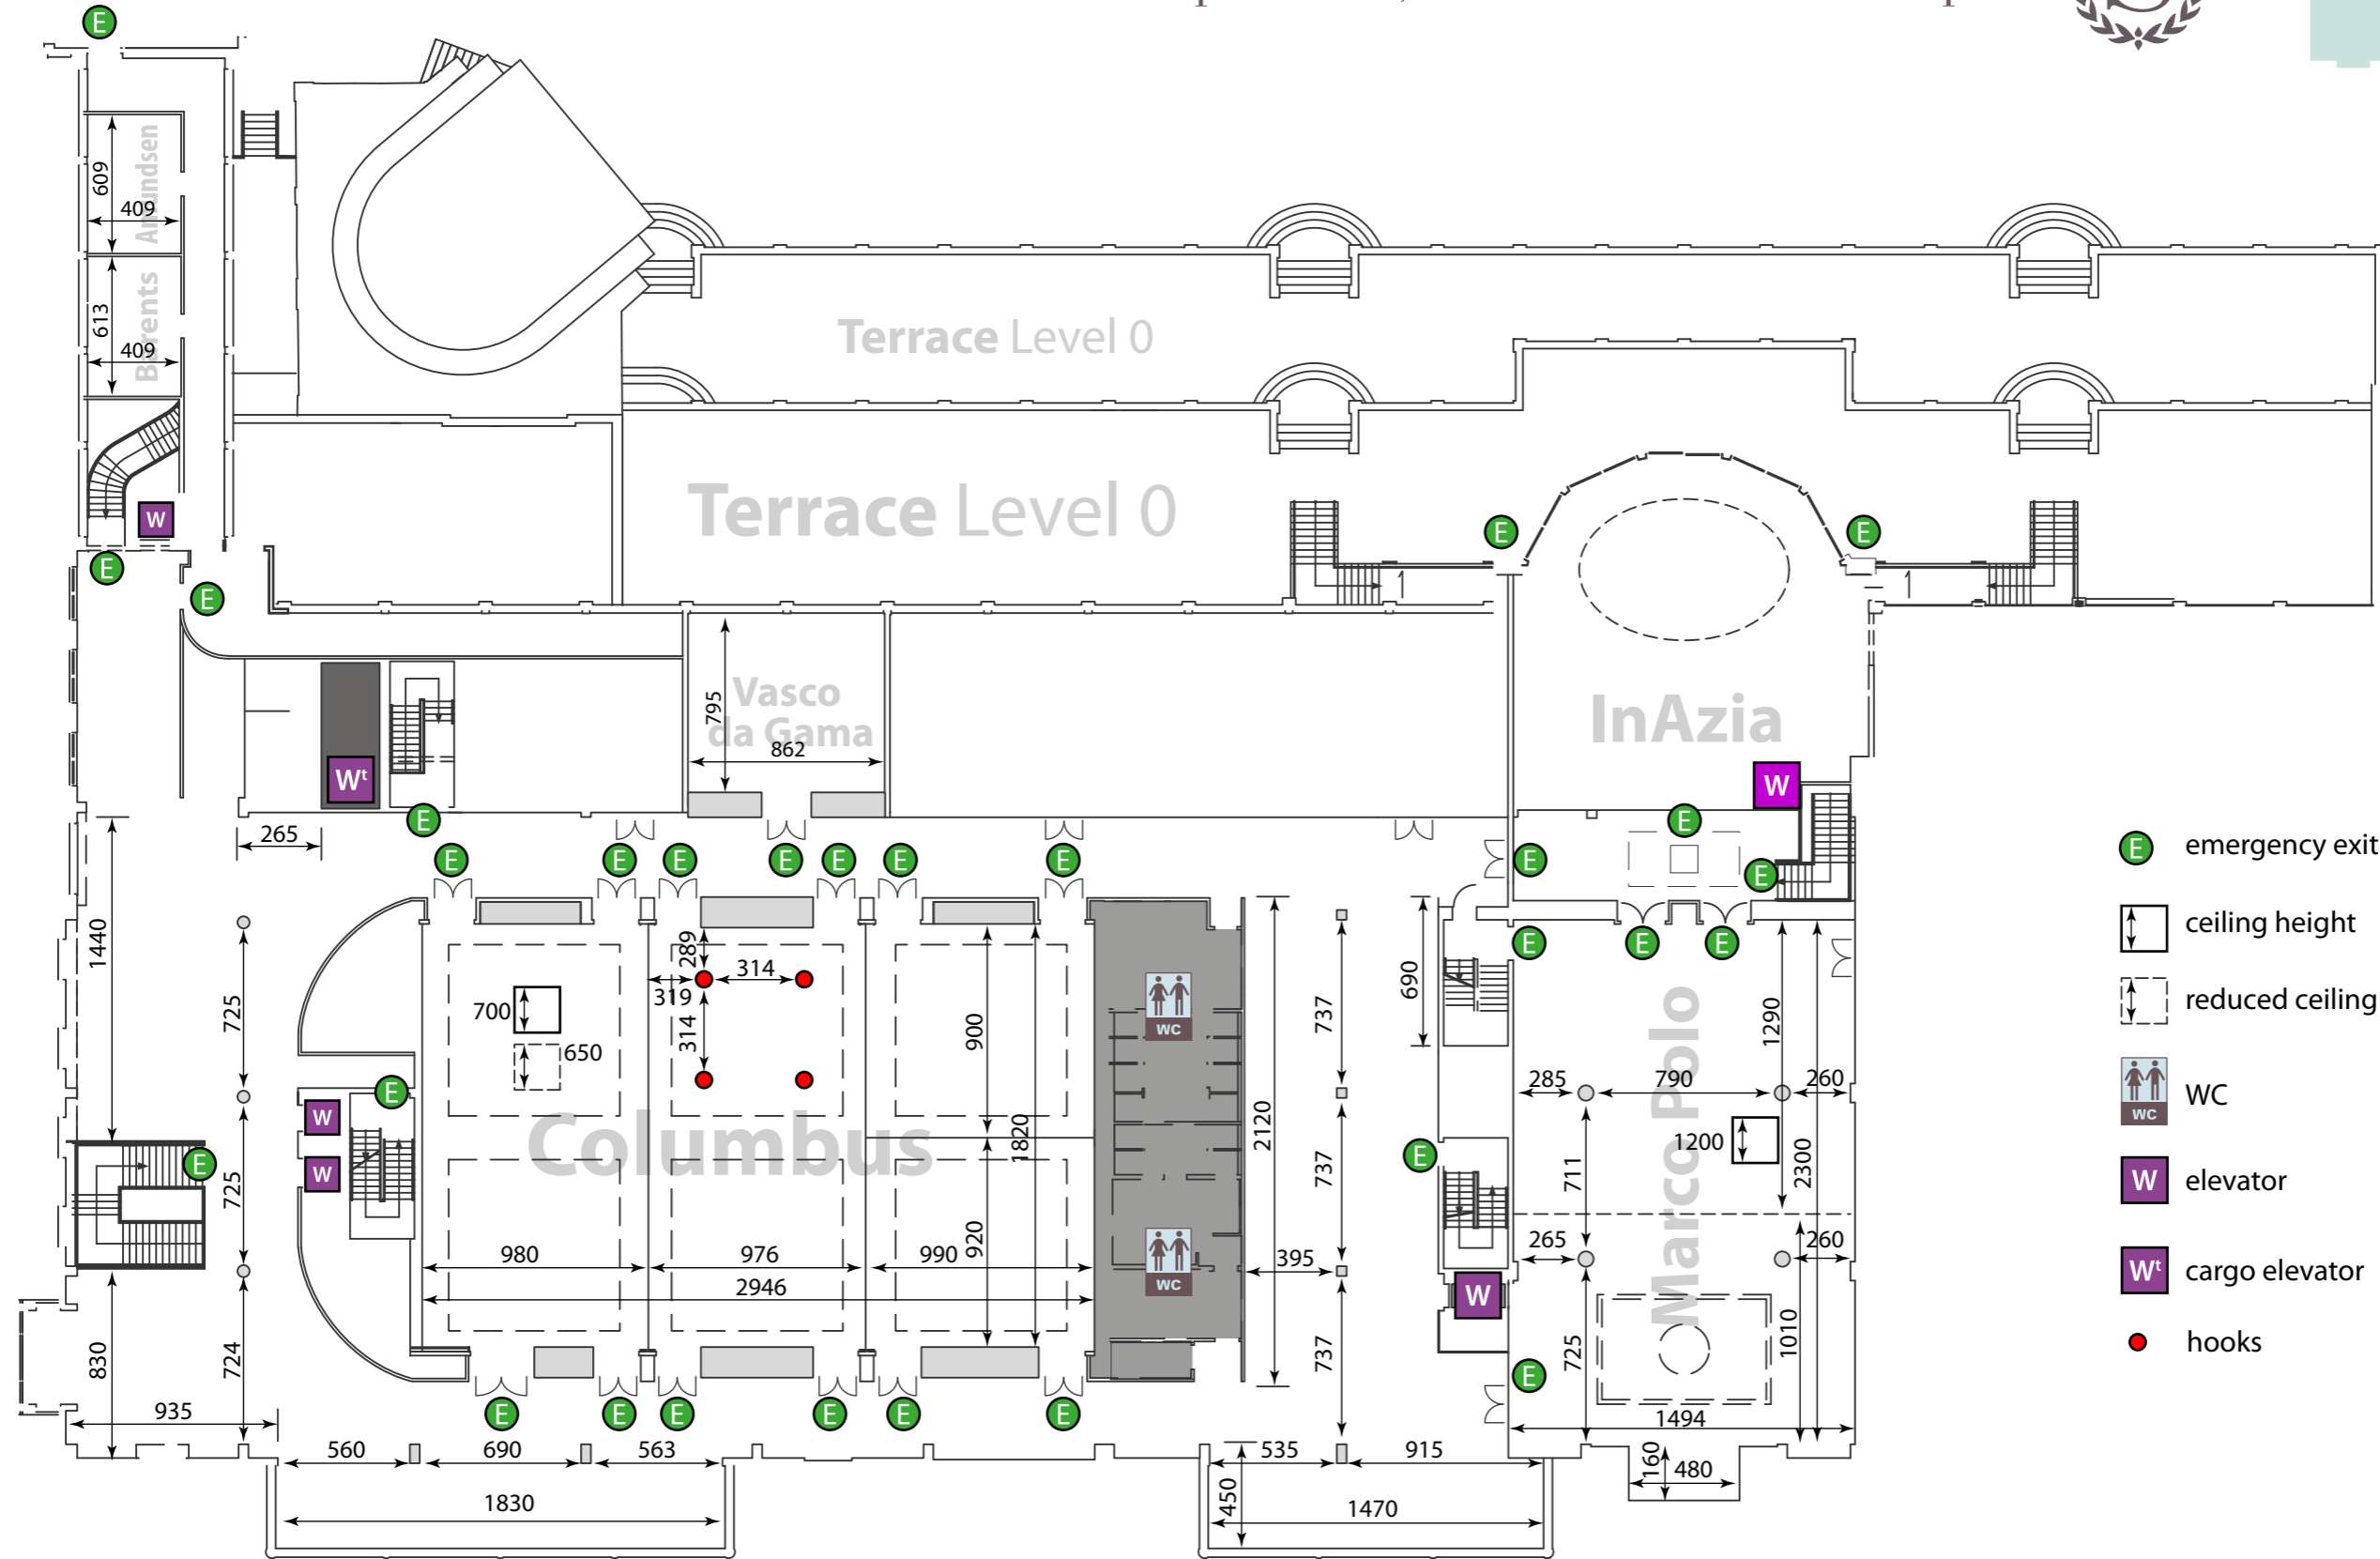 E
609
Amundsen
409
613
Barents
409
Terrace Level 0
W
E
E
Terrace Level 0
E
E
1
1
Vasco
da Gama
795
862
InAzia
Wt
W
E
E
265
E
E
E
E
E
E
E
E
E
E
E
E
E
1440
725
725
724
830
935
E
E
W
W
289
319
314
314
700
650
900
1820
920
Columbus
980
976
990
2946
WC
WC
2120
395
737
737
737
690
E
W
E
Marco Polo
1290
285
790
260
1200
711
2300
265
260
725
1010
1494
160
480
E
E
E
E
E
E
560
690
563
1830
535
915
450
1470
E emergency exit
ceiling height
reduced ceiling
WC WC
W elevator
Wt cargo elevator
hooks